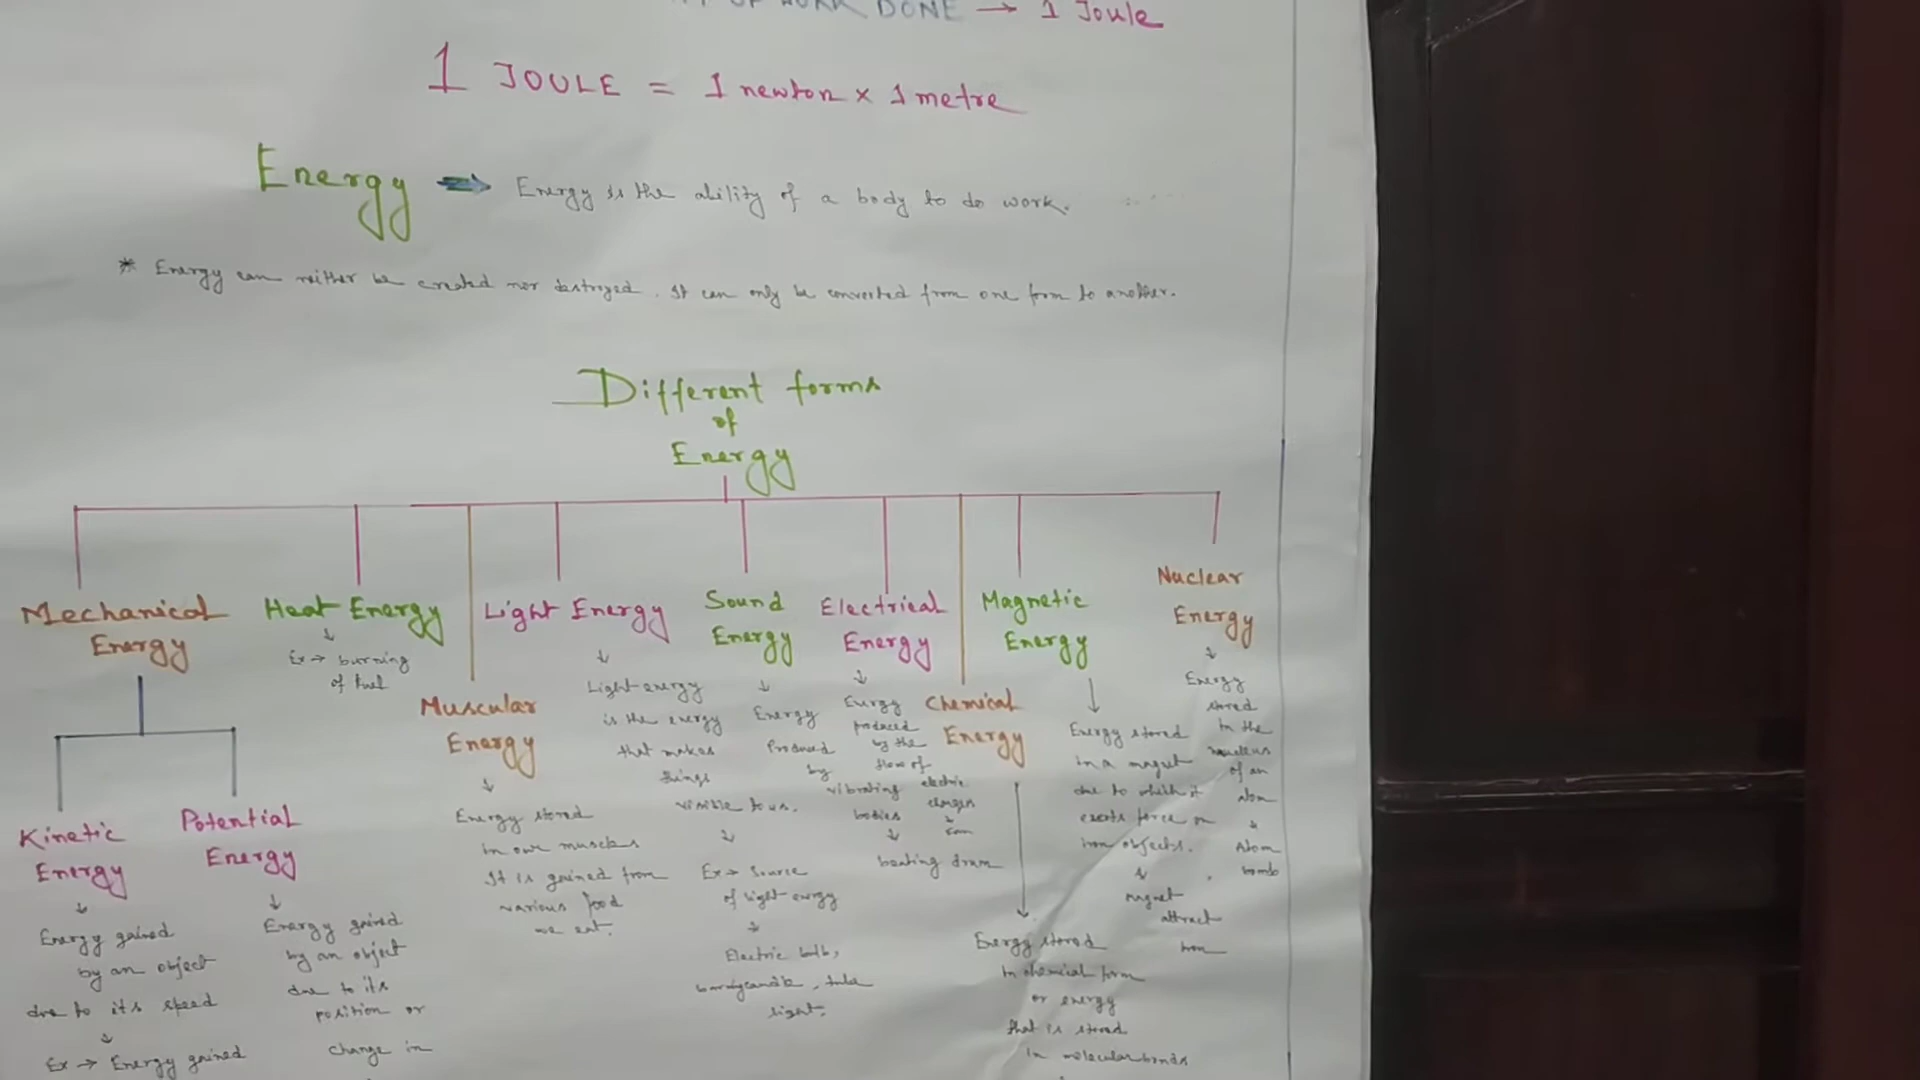 OF WORK DONE → 1 Joule
1 JOULE = 1 newton × 1 metre
Energy → Energy is the ability of a body to do work.
* Energy can neither be created nor destroyed. It can only be converted from one form to another.
Different forms
of
Energy
Mechanical
Energy
Kinetic
Energy
↓
Energy gained
by an object
due to its speed
↓
Ex → Energy gained
Potential
Energy
↓
Energy gained
by an object
due to its
position or
change in
Heat Energy
↓
Ex → burning
of fuel
Muscular
Energy
↓
Energy stored
in our muscles
It is gained from
various food
we eat.
Light Energy
↓
Light energy
is the energy
that makes
things
visible to us.
↓
Ex → Source
of light energy
↓
Electric bulb,
tube
light.
Sound
Energy
↓
Energy
Produced
by
vibrating
bodies
↓
beating drum
Electrical
Energy
↓
Energy
produced
by the
flow of
electric
charges
↓
Fan
Chemical
Energy
↓
Energy stored
in chemical form
or energy
that is stored
in molecular bonds
Magnetic
Energy
↓
Energy stored
in a magnet
due to which it
exerts force on
iron objects.
↓
magnet
attract
iron
Nuclear
Energy
↓
Energy
stored
in the
nucleus
of an
atom
↓
Atom
bomb